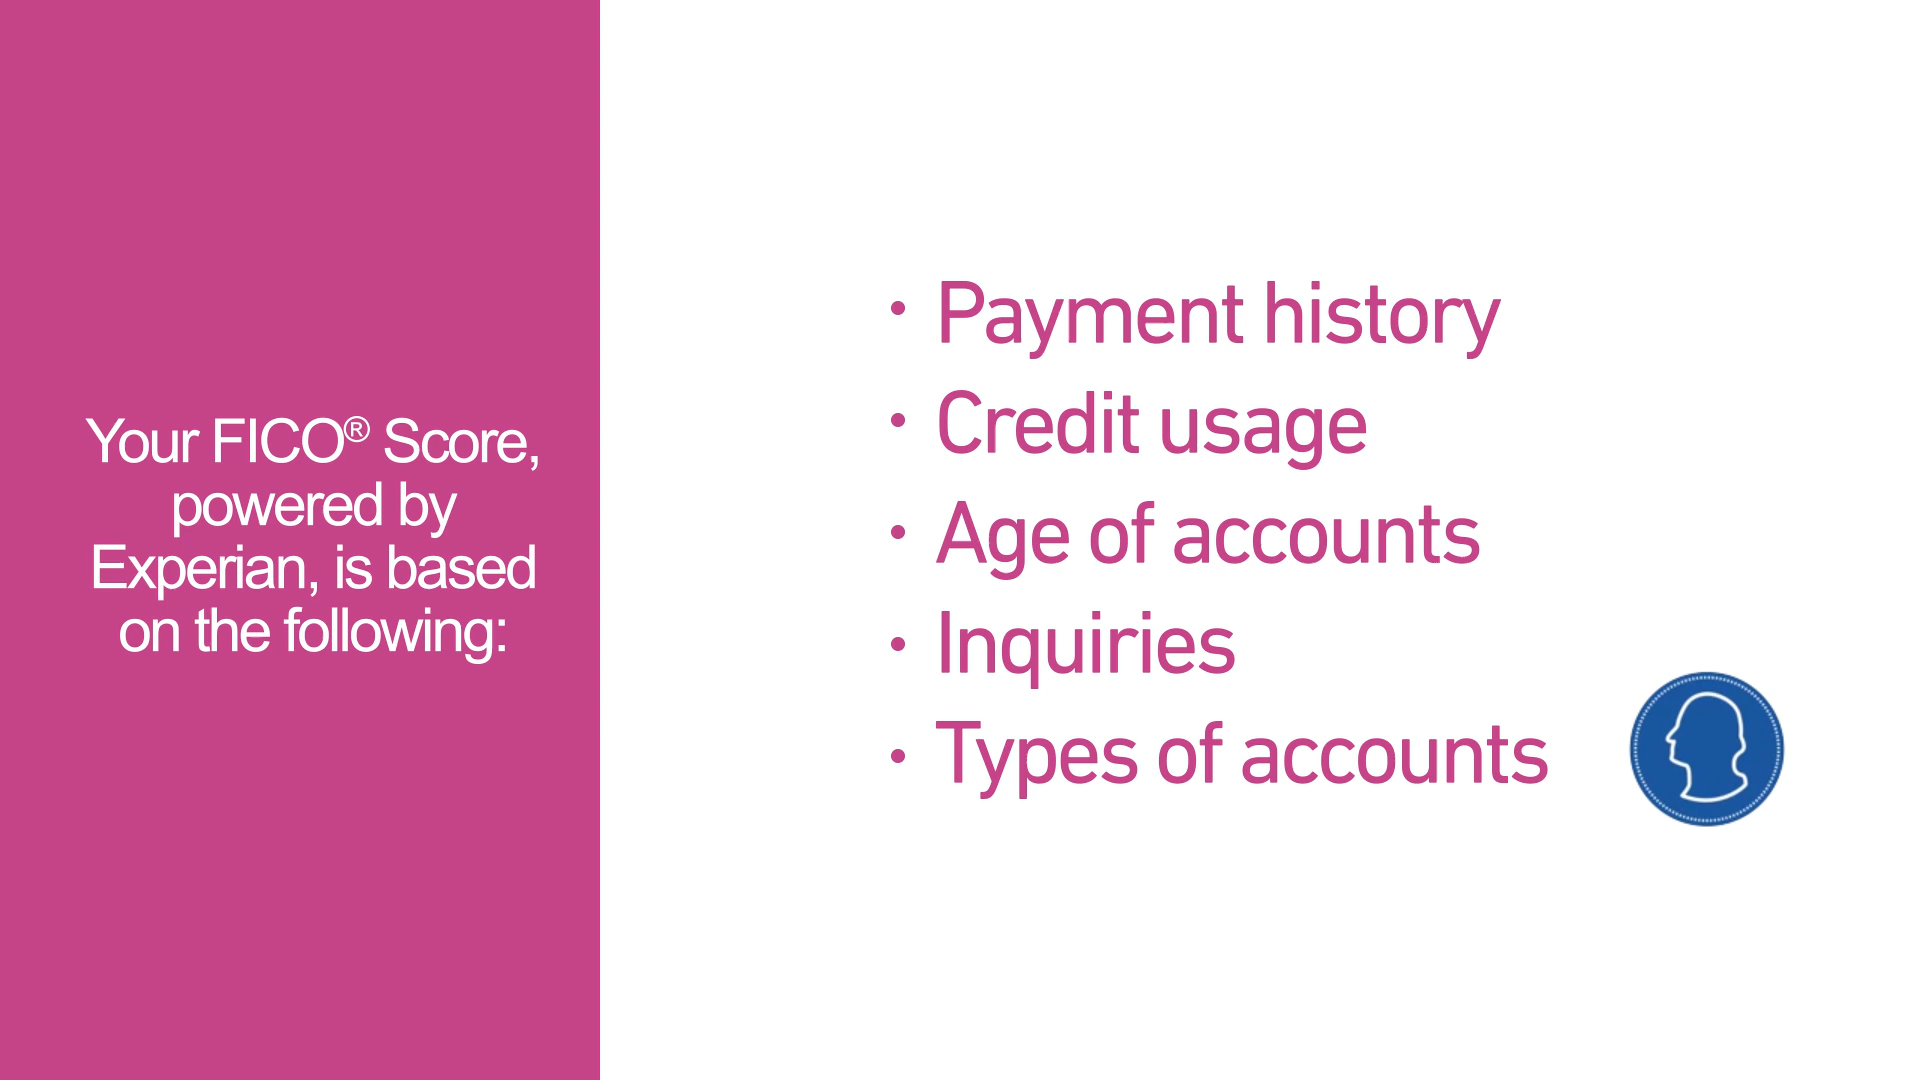 Your FICO® Score,
powered by
Experian, is based
on the following:
• Payment history
• Credit usage
• Age of accounts
• Inquiries
• Types of accounts